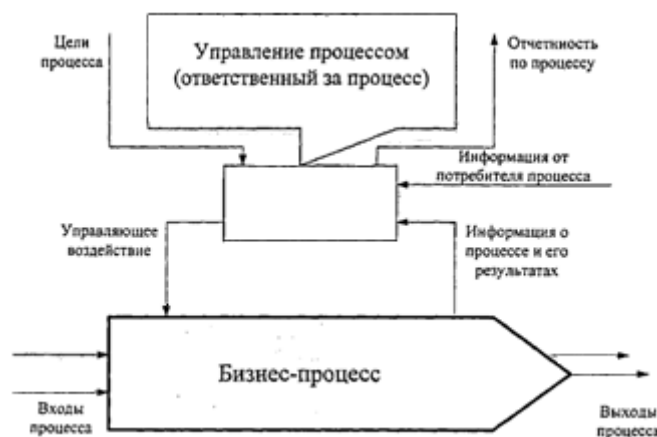 Цели
процесса
Управление процессом
(ответственный за процесс)
Отчетность
по процессу
Информация от
потребителя процесса
Управляющее
воздействие
Информация о
процессе и его
результатах
Бизнес-процесс
Входы
процесса
Выходы
процесса